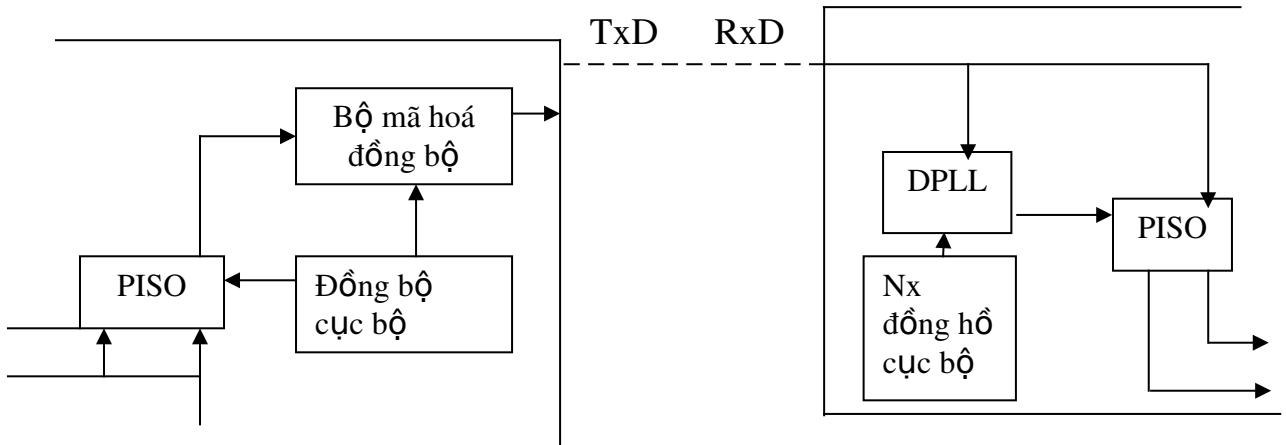 TxD RxD
Bộ mã hoá
đồng bộ
PISO
Đồng bộ
cục bộ
DPLL
PISO
Nx
đồng hồ
cục bộ